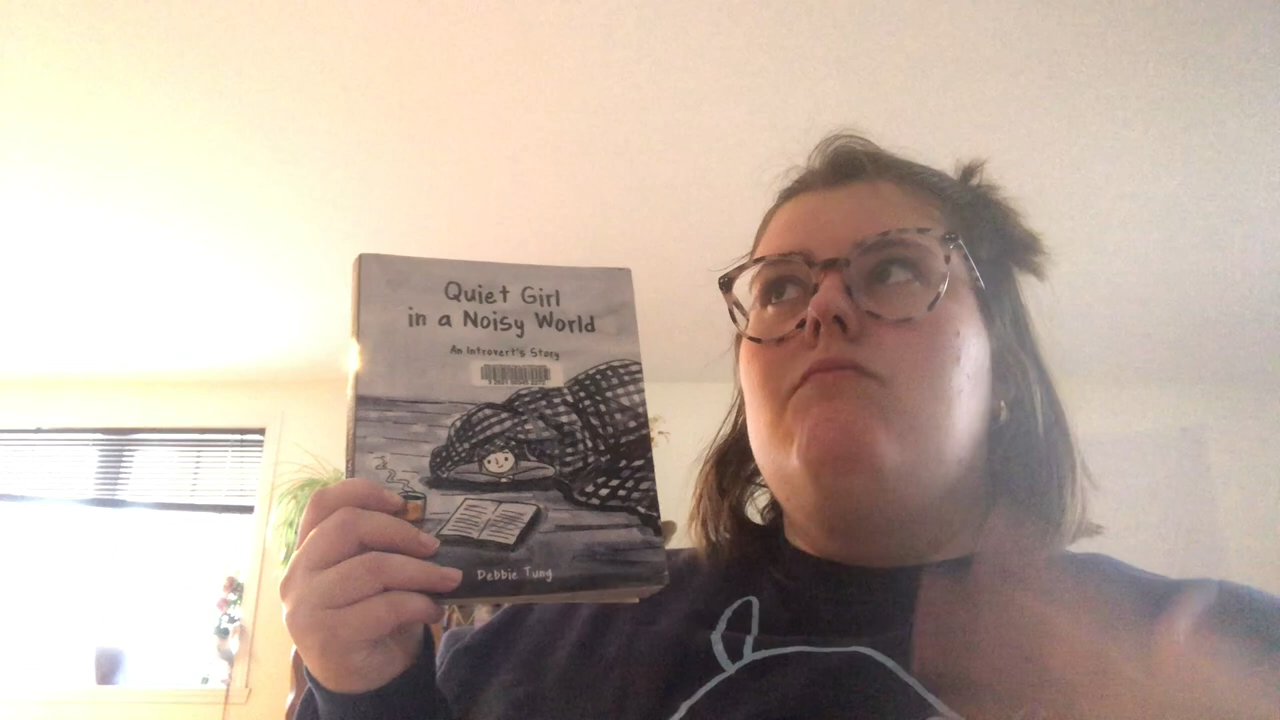 Quiet Girl
in a Noisy World
An Introvert's Story
Debbie Tung